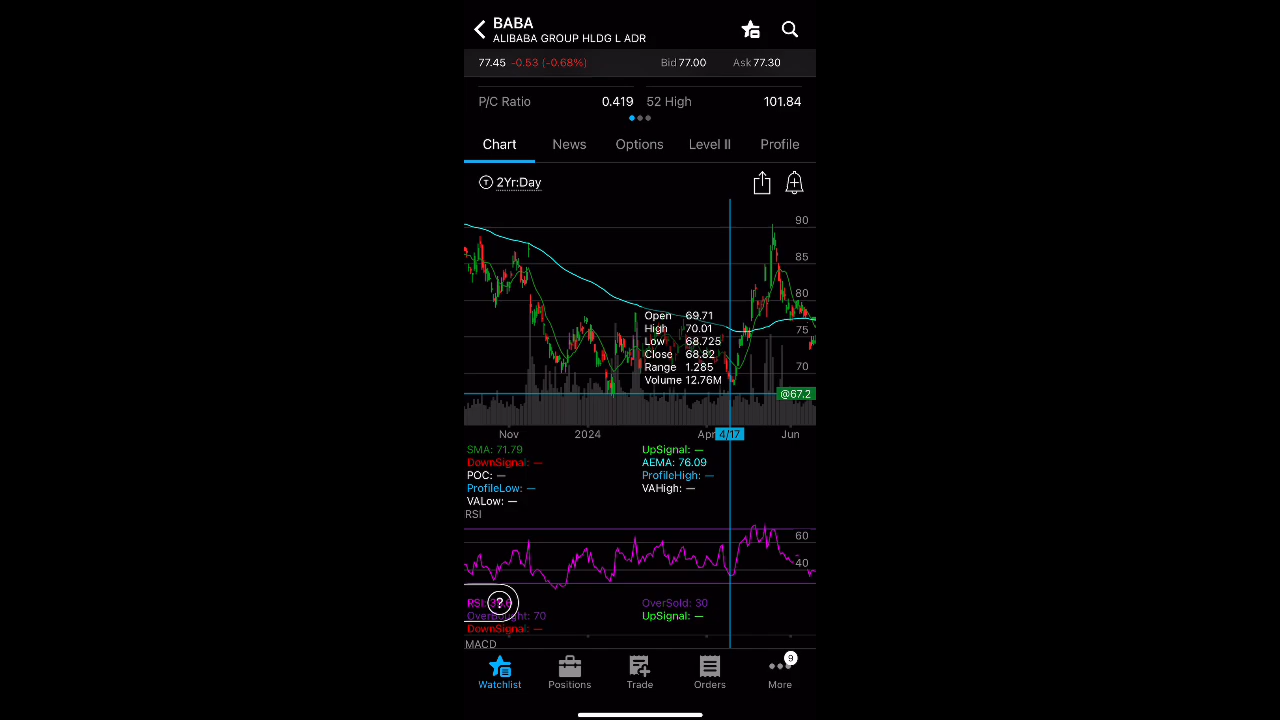 BABA
ALIBABA GROUP HLDG L ADR
77.45 -0.53 (-0.68%) Bid 77.00 Ask 77.30
P/C Ratio 0.419 52 High 101.84
Chart News Options Level II Profile
T 2Yr:Day
90
85
80
75
70
Open 69.71
High 70.01
Low 68.725
Close 68.82
Range 1.285
Volume 12.76M
@67.2
Nov 2024 Apr 4/17 Jun
SMA: 71.79 UpSignal: —
DownSignal: — AEMA: 76.09
POC: — ProfileHigh: —
ProfileLow: — VAHigh: —
VALow: —
RSI
60
40
? OverSold: 30
OverBought: 70 UpSignal: —
DownSignal: —
MACD
9
Watchlist Positions Trade Orders More